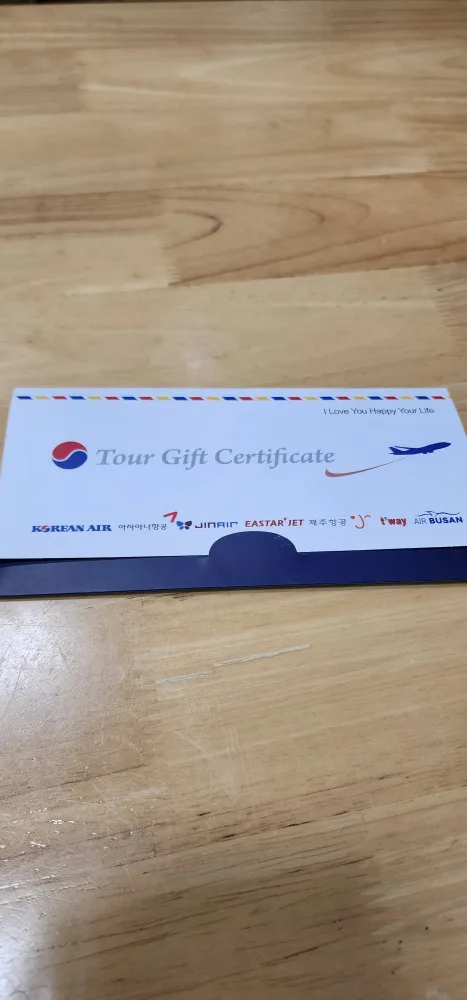 I Love You Happy Your Life
Tour Gift Certificate
KOREAN AIR 아시아나항공 JINAIR EASTAR JET 제주항공 t'way AIR BUSAN